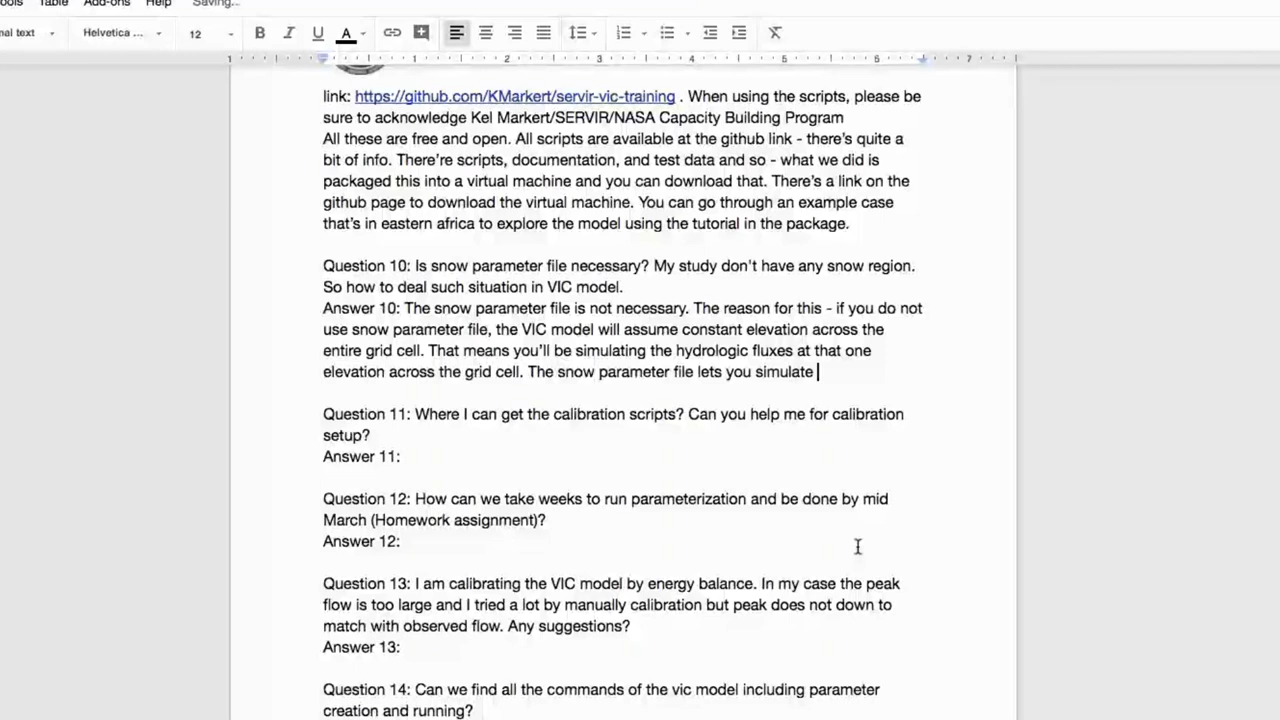 ools Table Add-ons Help Saving...
nal text Helvetica ... 12 B I U A
1 1 2 3 4 5 6 7
link: https://github.com/KMarkert/servir-vic-training . When using the scripts, please be
sure to acknowledge Kel Markert/SERVIR/NASA Capacity Building Program
All these are free and open. All scripts are available at the github link - there’s quite a
bit of info. There’re scripts, documentation, and test data and so - what we did is
packaged this into a virtual machine and you can download that. There’s a link on the
github page to download the virtual machine. You can go through an example case
that’s in eastern africa to explore the model using the tutorial in the package.
Question 10: Is snow parameter file necessary? My study don't have any snow region.
So how to deal such situation in VIC model.
Answer 10: The snow parameter file is not necessary. The reason for this - if you do not
use snow parameter file, the VIC model will assume constant elevation across the
entire grid cell. That means you’ll be simulating the hydrologic fluxes at that one
elevation across the grid cell. The snow parameter file lets you simulate
Question 11: Where I can get the calibration scripts? Can you help me for calibration
setup?
Answer 11:
Question 12: How can we take weeks to run parameterization and be done by mid
March (Homework assignment)?
Answer 12:
Question 13: I am calibrating the VIC model by energy balance. In my case the peak
flow is too large and I tried a lot by manually calibration but peak does not down to
match with observed flow. Any suggestions?
Answer 13:
Question 14: Can we find all the commands of the vic model including parameter
creation and running?